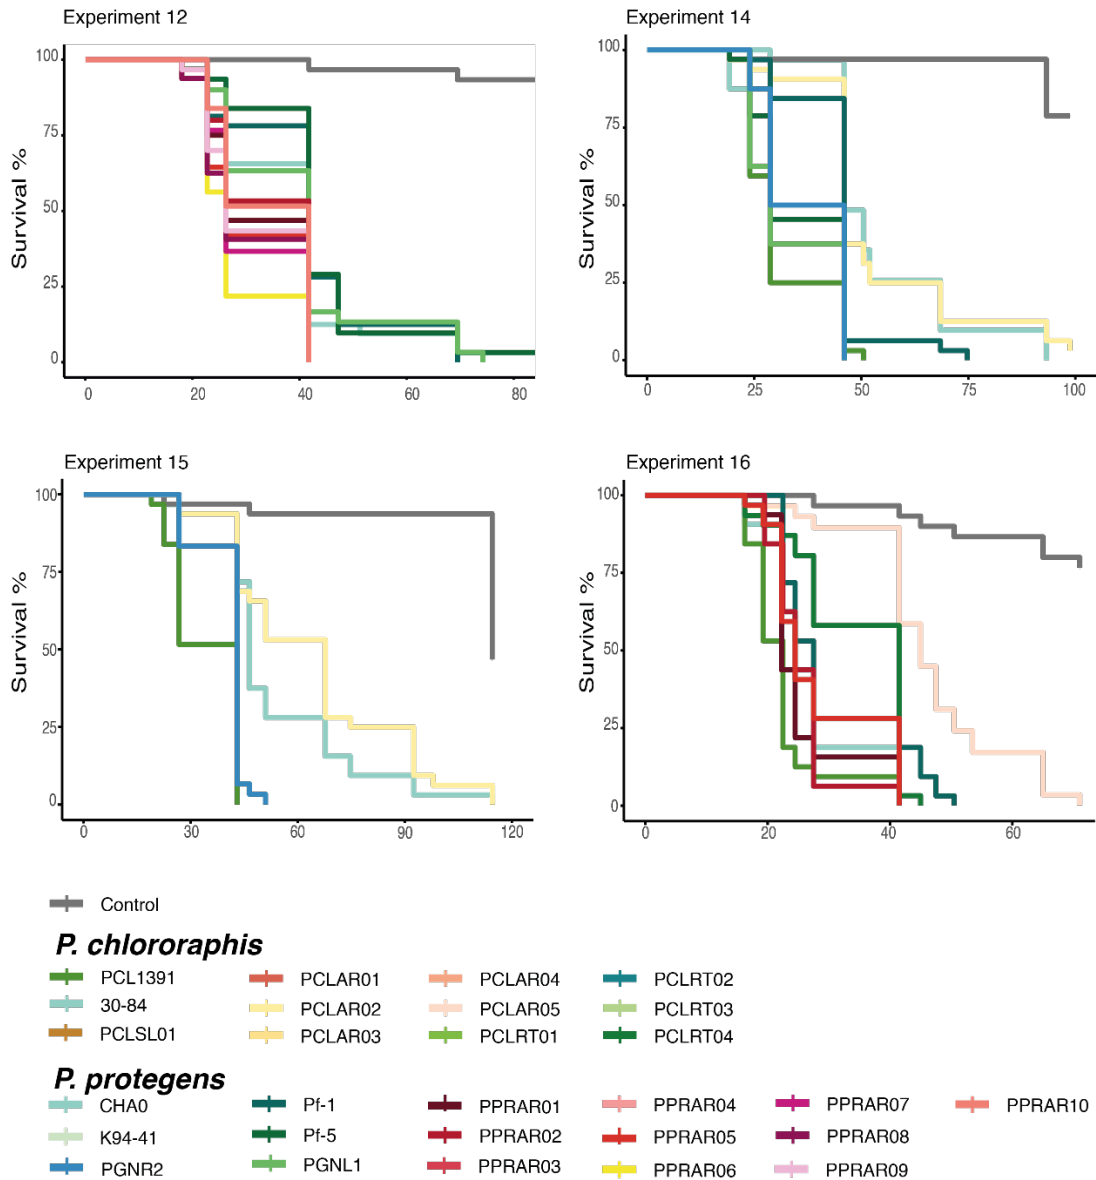 Experiment 12
Experiment 14
Survival %
100
75
50
25
0
0 20 40 60 80
Survival %
100
75
50
25
0
0 25 50 75 100
Experiment 15
Experiment 16
Survival %
100
75
50
25
0
0 30 60 90 120
Survival %
100
75
50
25
0
0 20 40 60
Control
P. chlororaphis
PCL1391 PCLAR01 PCLAR04 PCLRT02
30-84 PCLAR02 PCLAR05 PCLRT03
PCLSL01 PCLAR03 PCLRT01 PCLRT04
P. protegens
CHA0 Pf-1 PPRAR01 PPRAR04 PPRAR07 PPRAR10
K94-41 Pf-5 PPRAR02 PPRAR05 PPRAR08
PGNR2 PGNL1 PPRAR03 PPRAR06 PPRAR09